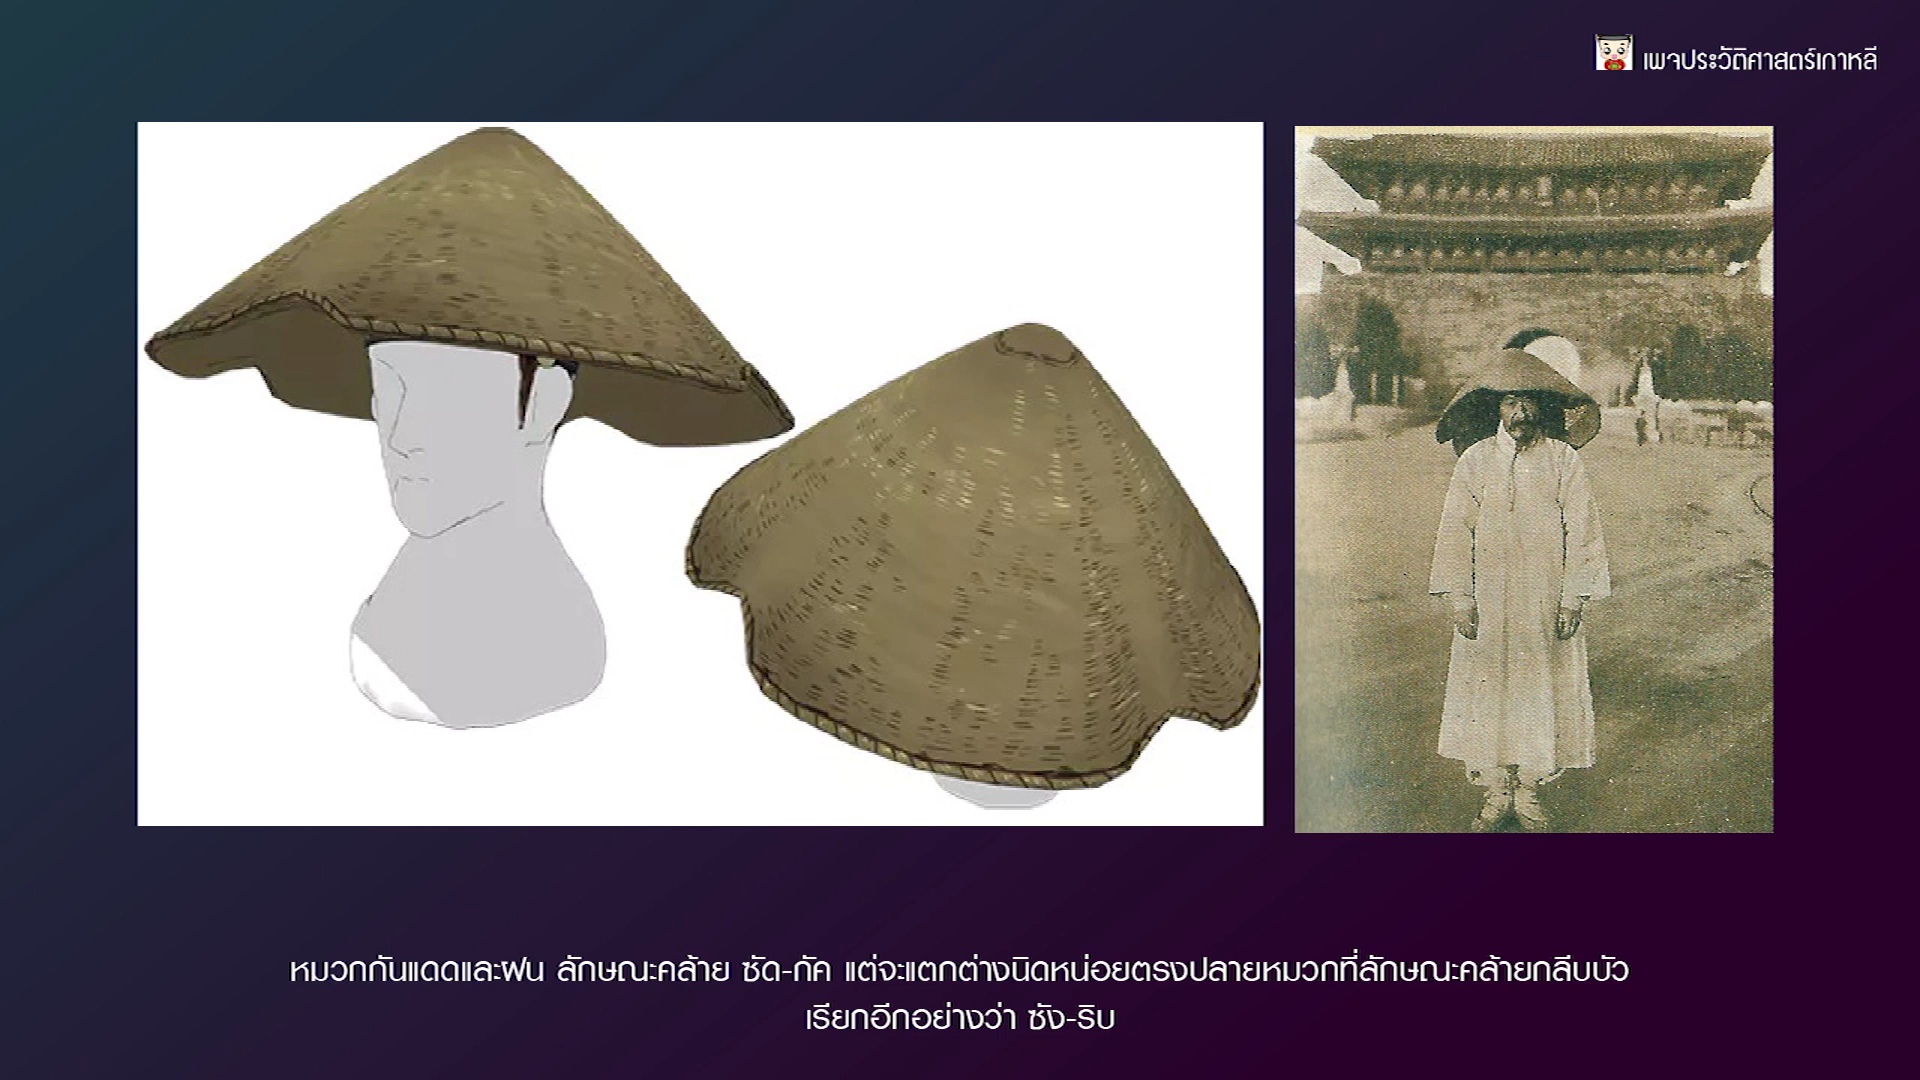 เพจประวัติศาสตร์เกาหลี
หมวกกันแดดและฝน ลักษณะคล้าย ซัด-กัค แต่จะแตกต่างนิดหน่อยตรงปลายหมวกที่ลักษณะคล้ายกลีบบัว
เรียกอีกอย่างว่า ซัง-ริบ